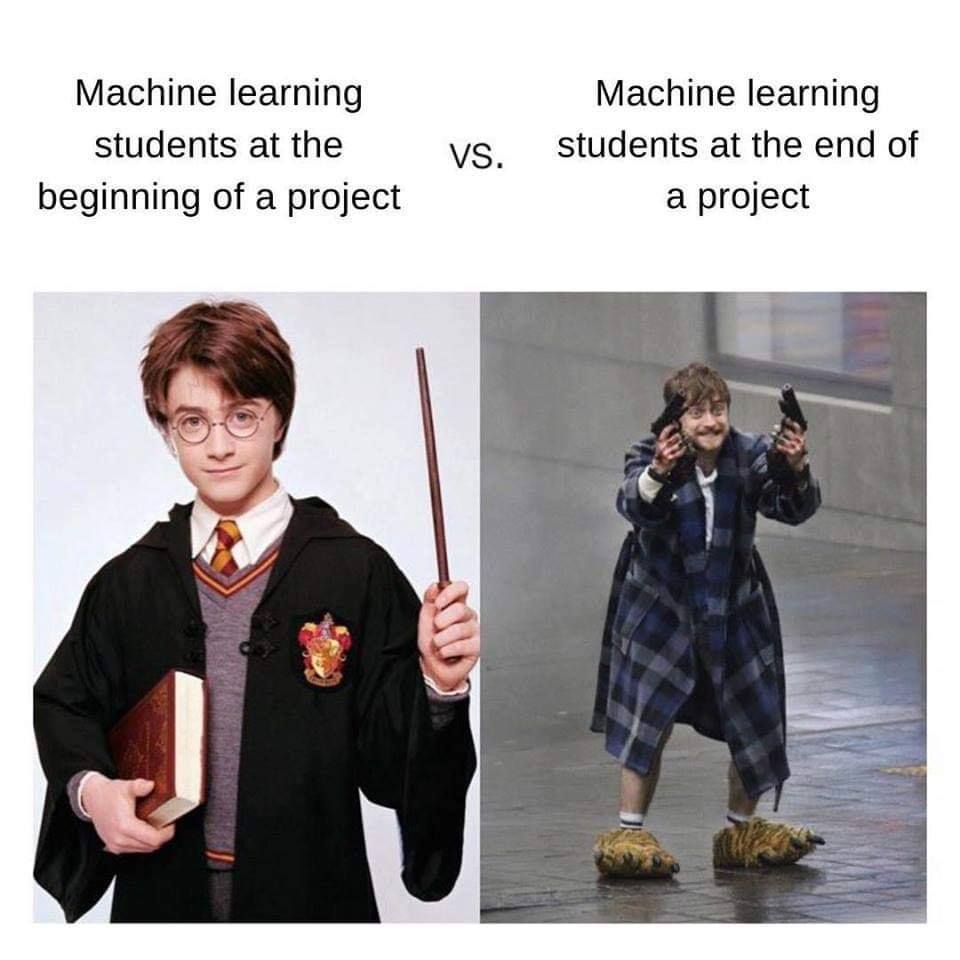 Machine learning
students at the
beginning of a project
vs.
Machine learning
students at the end of
a project